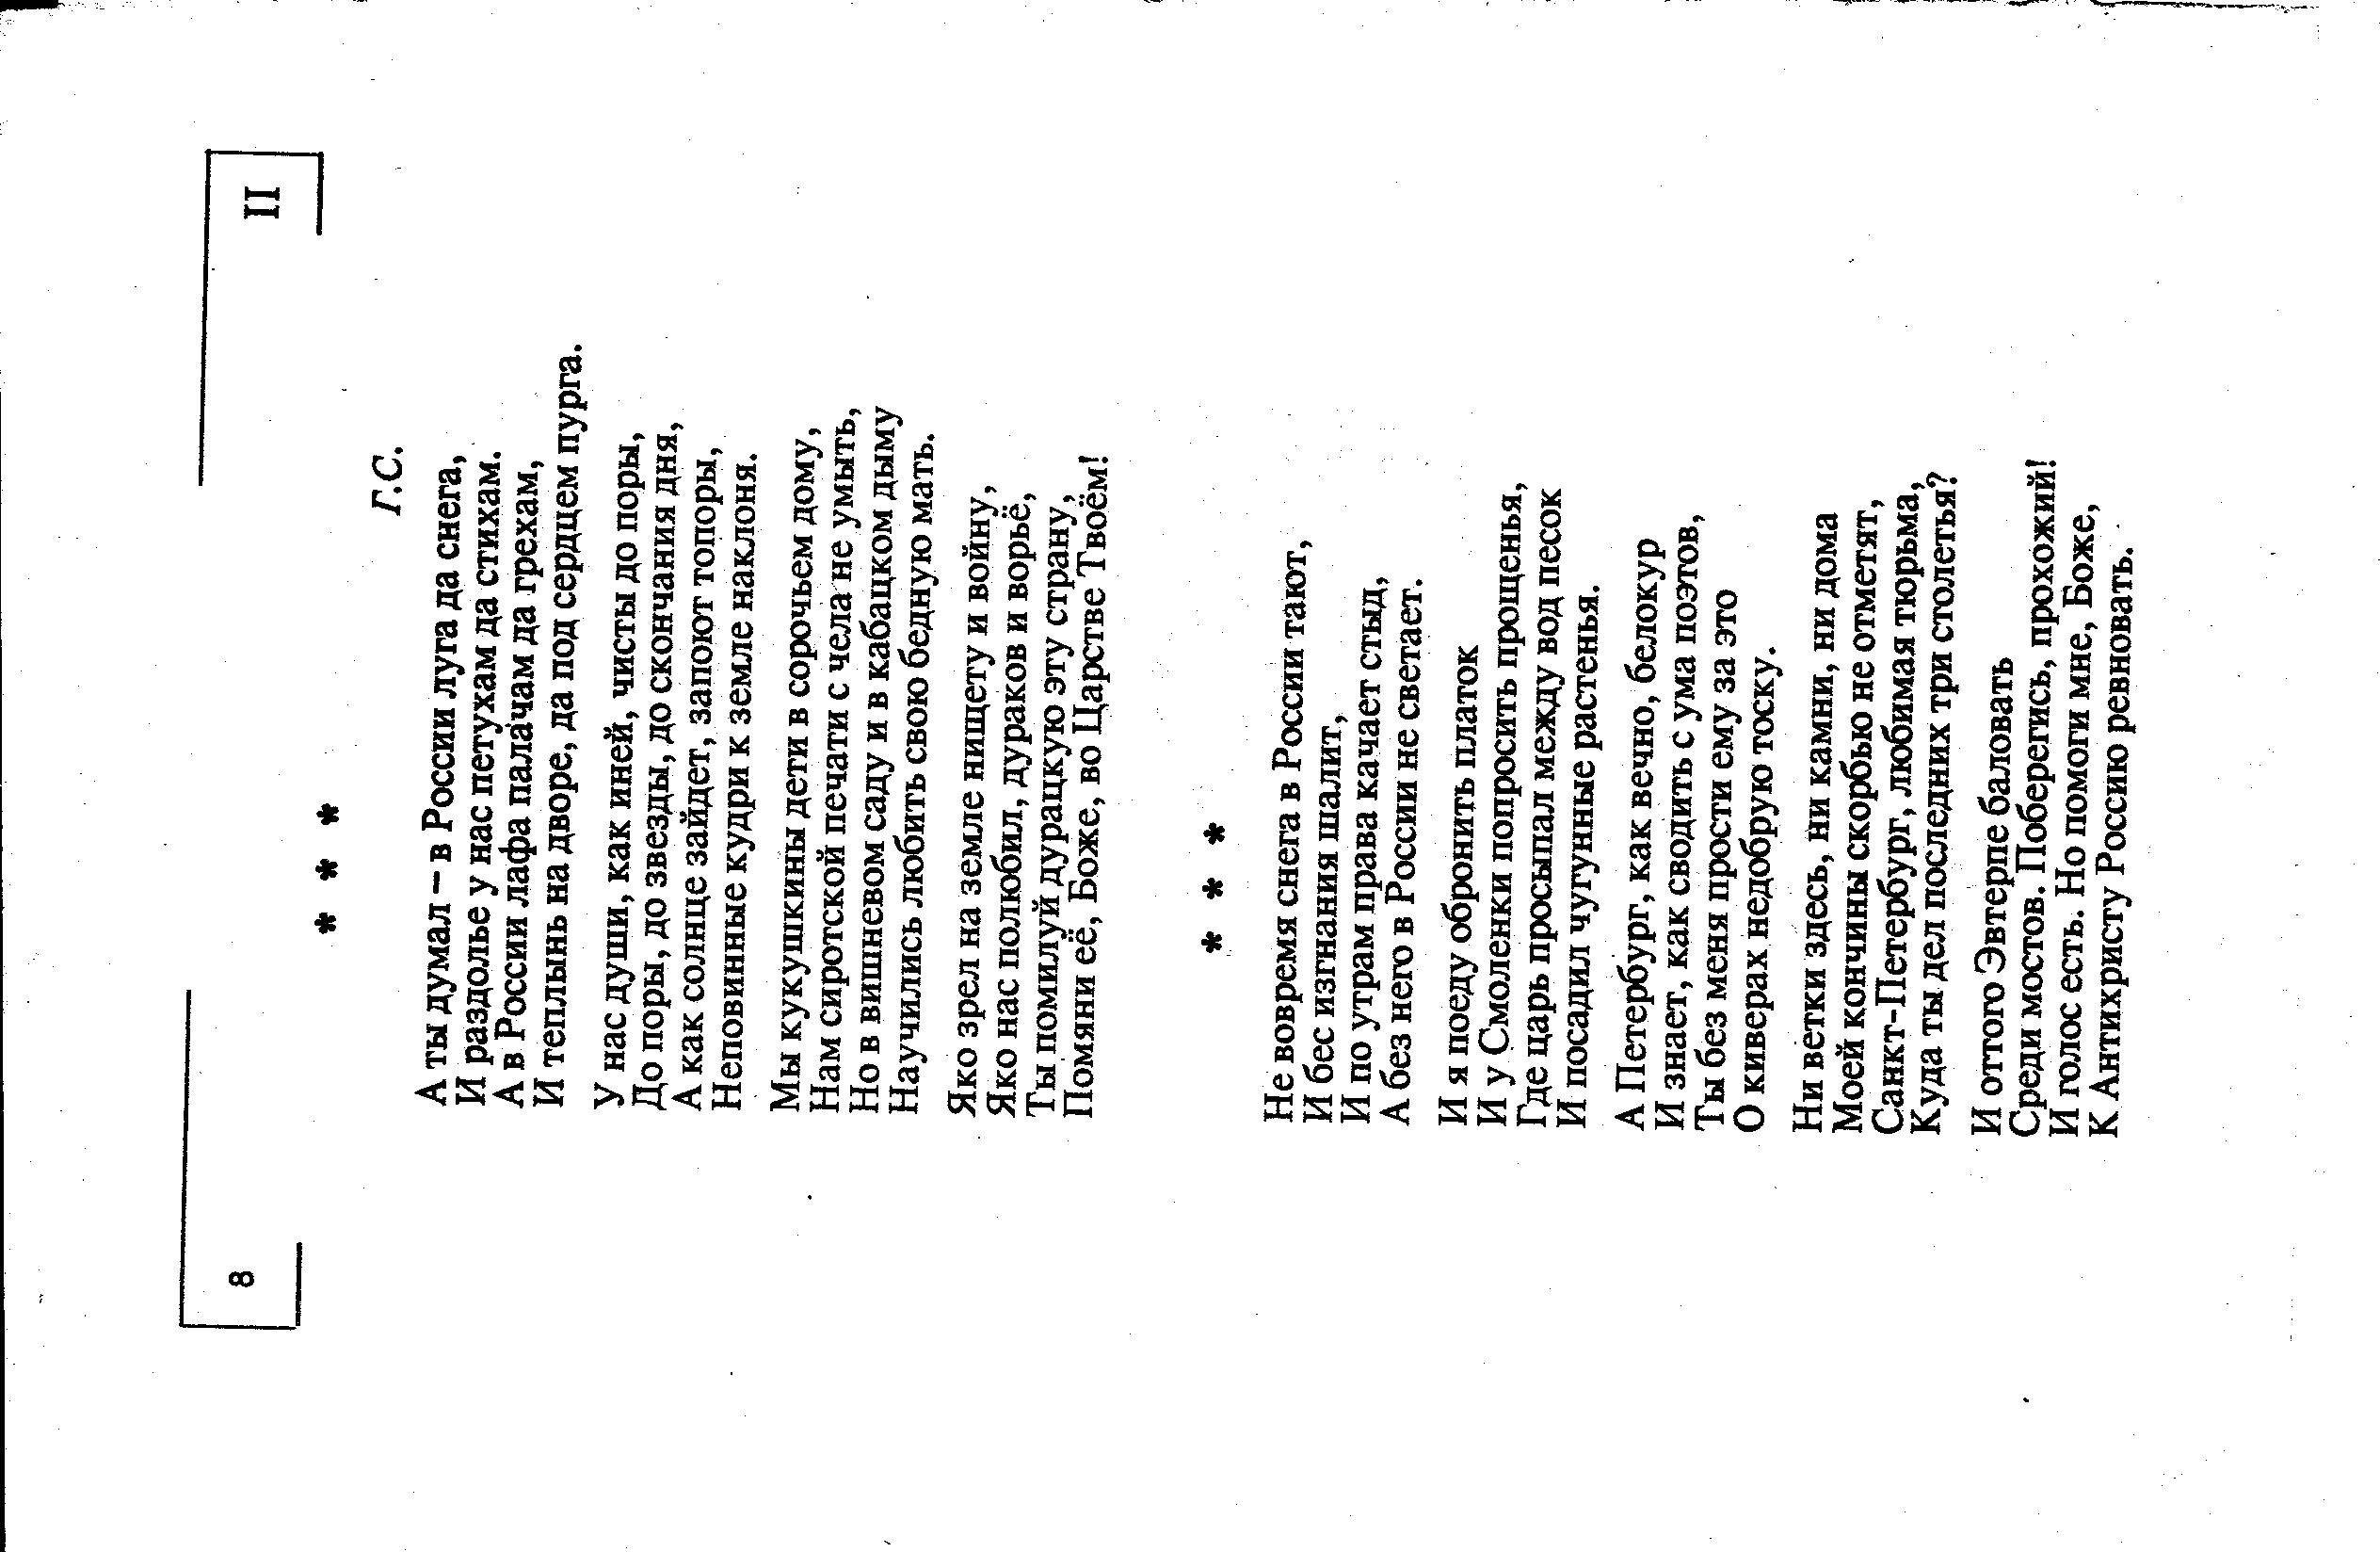 8
II
* * *
Г.С.
А ты думал – в России луга да снега,
И раздолье у нас петухам да стихам.
А в России лафа палачам да грехам,
И теплынь на дворе, да под сердцем пурга.
У нас души, как иней, чисты до поры,
До поры, до звезды, до скончания дня,
А как солнце зайдет, запоют топоры,
Неповинные кудри к земле наклоня.
Мы кукушкины дети в сорочьем дому,
Нам сиротской печати с чела не умыть,
Но в вишневом саду и в кабацком дыму
Научились любить свою бедную мать.
Яко зрел на земле нищету и войну,
Яко нас полюбил, дураков и ворьё,
Ты помилуй дурацкую эту страну,
Помяни её, Боже, во Царстве Твоём!
* * *
Не вовремя снега в России тают,
И бес изгнания шалит,
И по утрам права качает стыд,
А без него в России не светает.
И я поеду обронить платок
И у Смоленки попросить прощенья,
Где царь просыпал между вод песок
И посадил чугунные растенья.
А Петербург, как вечно, белокур
И знает, как сводить с ума поэтов,
Ты без меня прости ему за это
О киверах недобрую тоску.
Ни ветки здесь, ни камни, ни дома
Моей кончины скорбью не отметят,
Санкт-Петербург, любимая тюрьма,
Куда ты дел последних три столетья?
И оттого Эвтерпе баловать
Среди мостов. Поберегись, прохожий!
И голос есть. Но помоги мне, Боже,
К Антихристу Россию ревновать.